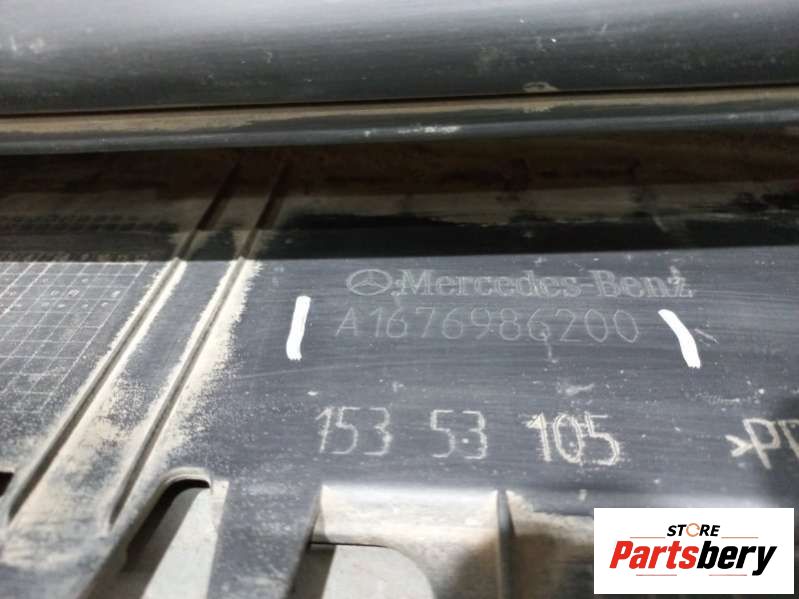 Mercedes-Benz
A1676986200
153 53 105
STORE
Partsbery